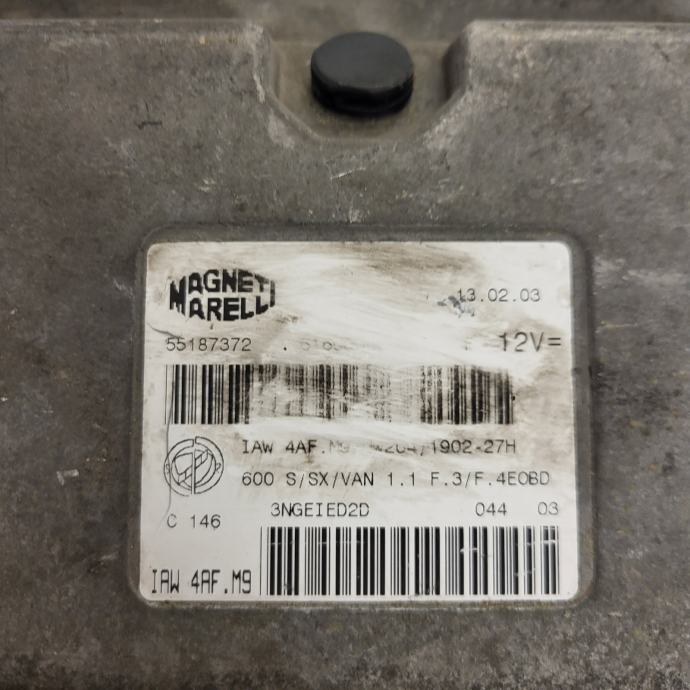 MAGNETI
MARELLI
13.02.03
55187372
12V=
IAW 4AF.M9 /1902-27H
600 S/SX/VAN 1.1 F.3/F.4EOBD
3NGEIED2D 044 03
C 146
IAW 4AF.M9